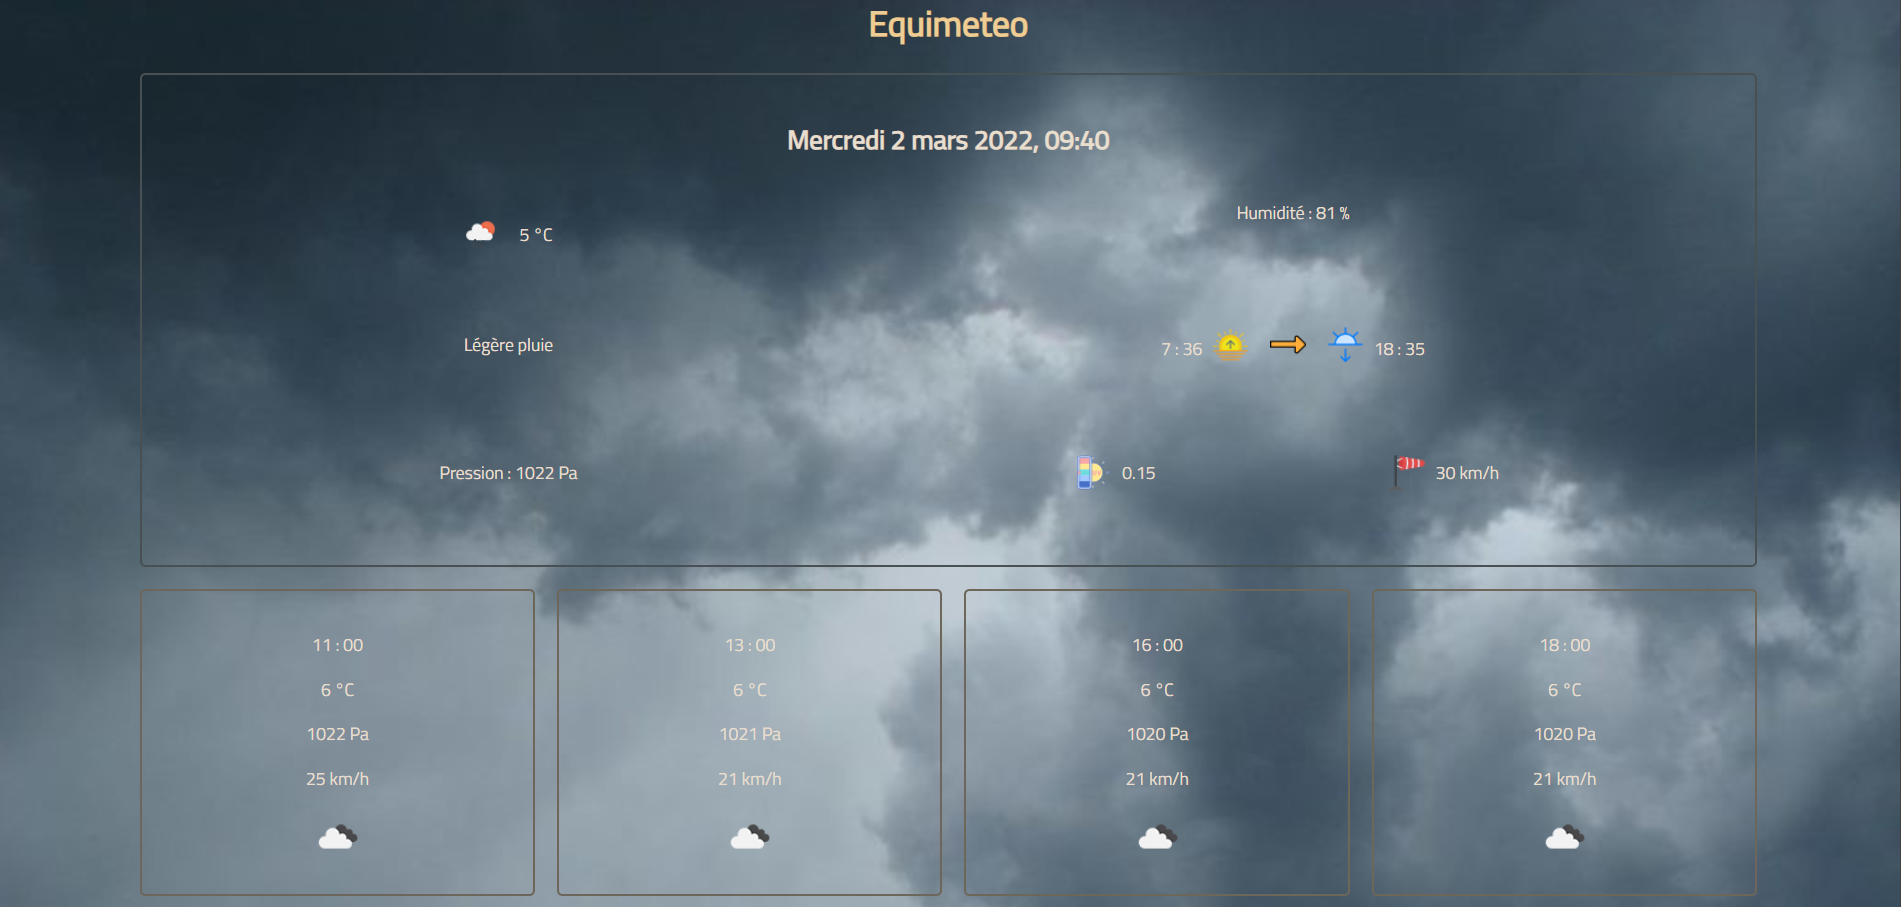 Equimeteo
Mercredi 2 mars 2022, 09:40
5 °C
Humidité : 81 %
Légère pluie
7 : 36 18 : 35
Pression : 1022 Pa
0.15
30 km/h
11 : 00
6 °C
1022 Pa
25 km/h
13 : 00
6 °C
1021 Pa
21 km/h
16 : 00
6 °C
1020 Pa
21 km/h
18 : 00
6 °C
1020 Pa
21 km/h